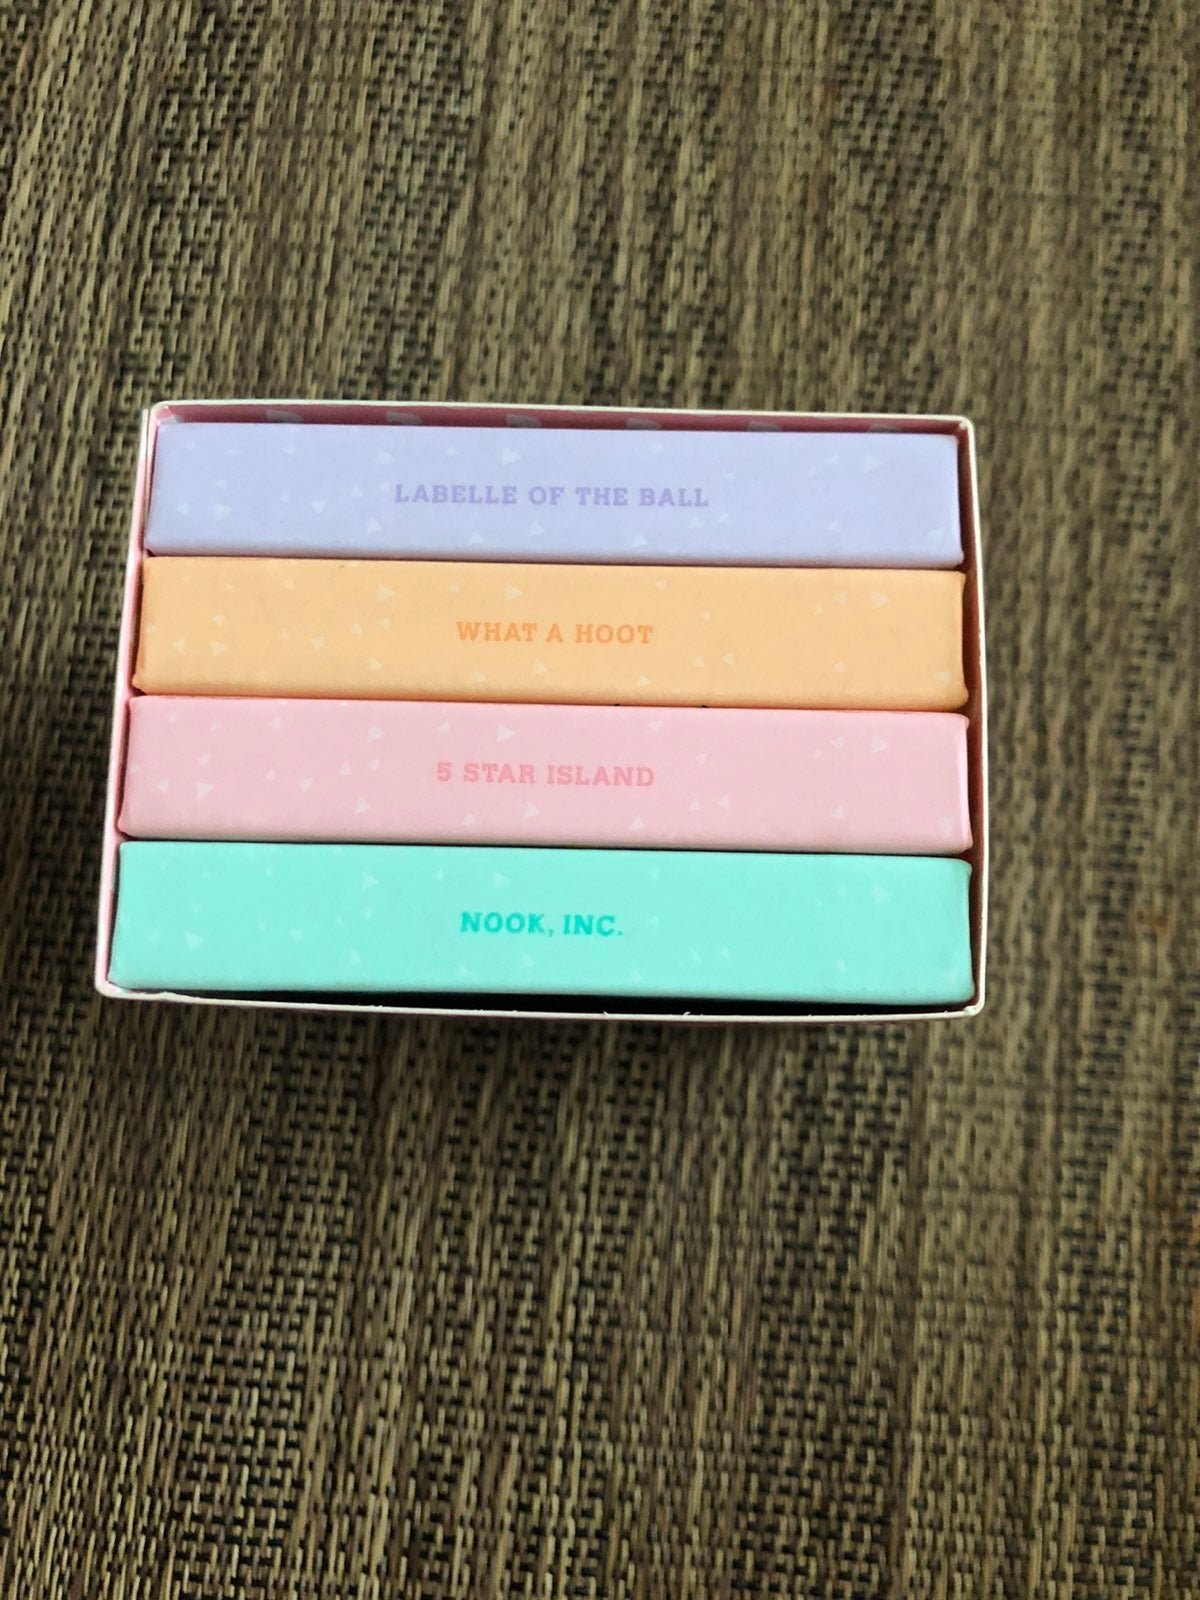 LABELLE OF THE BALL
WHAT A HOOT
5 STAR ISLAND
NOOK, INC.